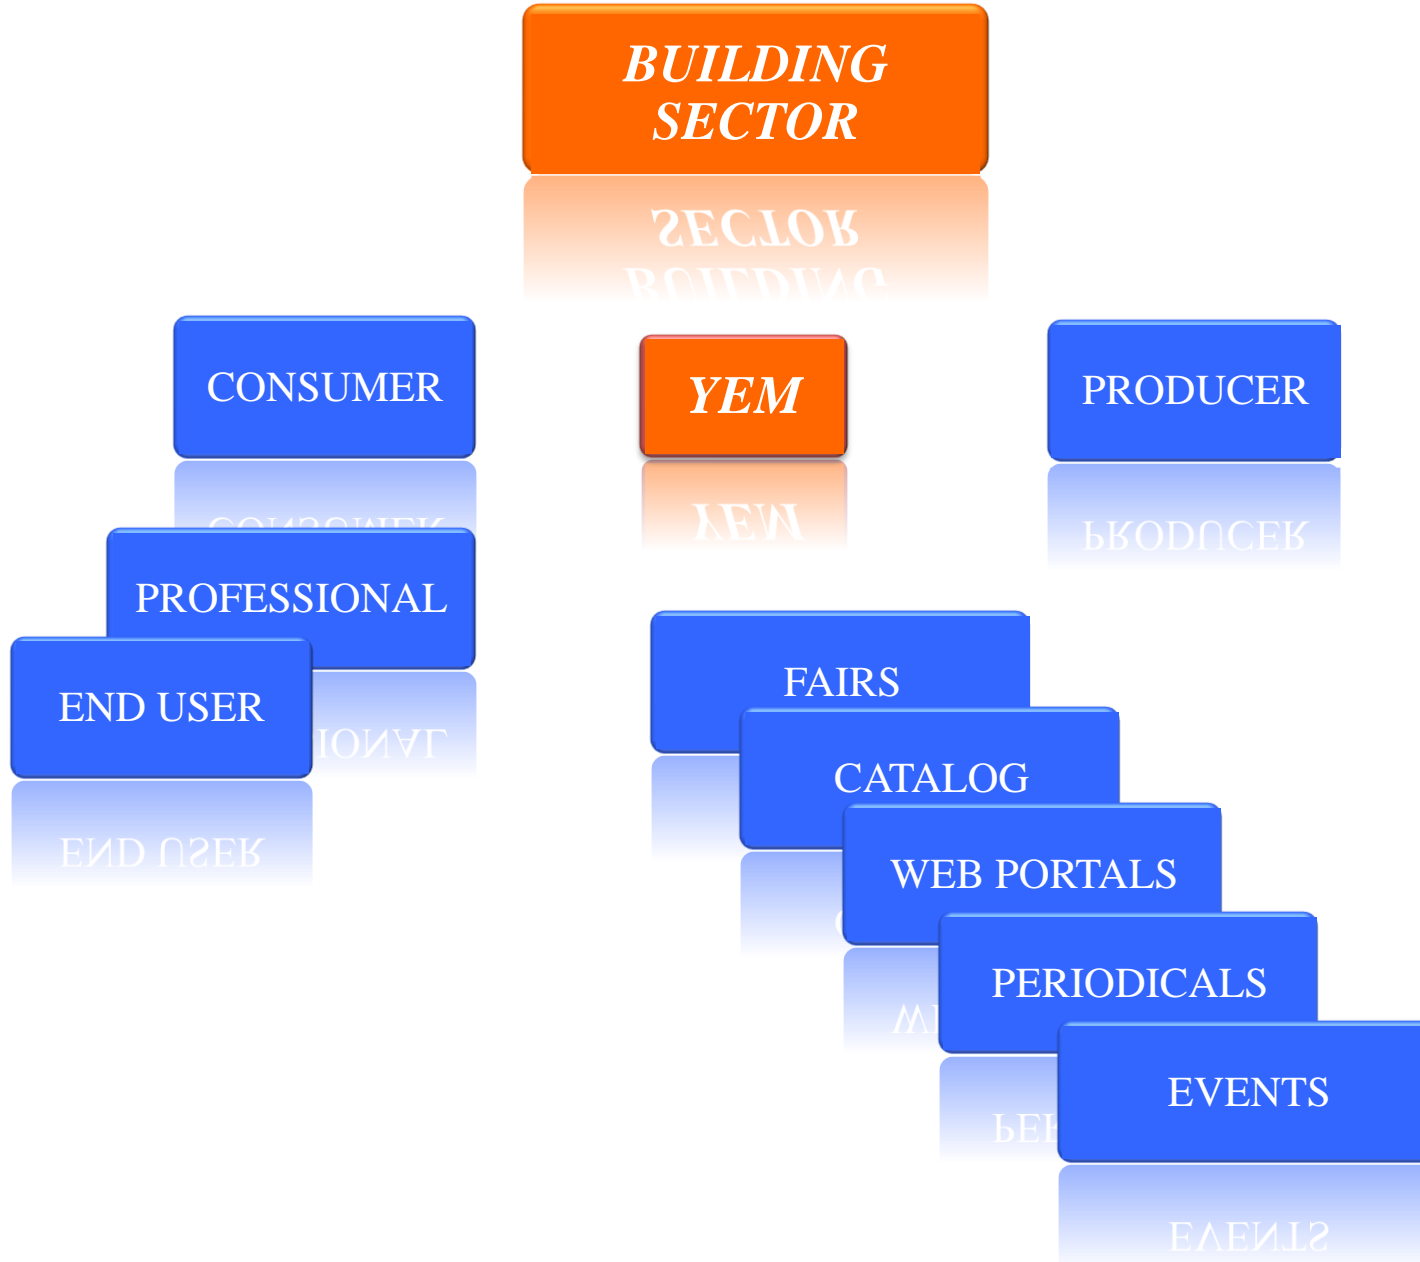 BUILDING
SECTOR
CONSUMER
YEM
PRODUCER
PROFESSIONAL
END USER
FAIRS
CATALOG
WEB PORTALS
PERIODICALS
EVENTS